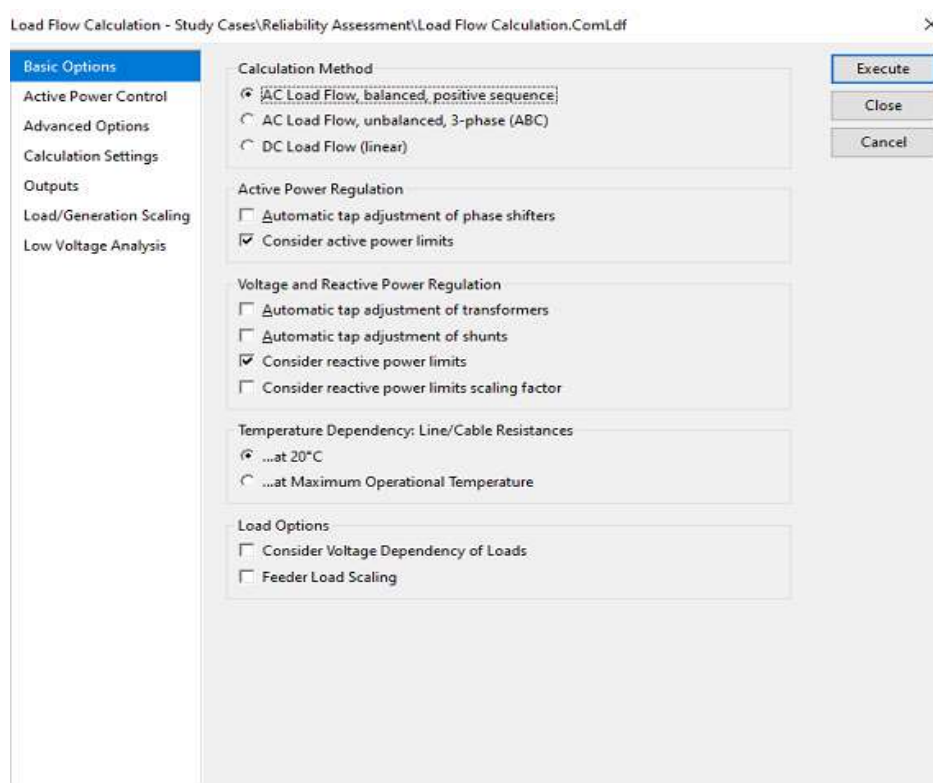 Load Flow Calculation - Study Cases\Reliability Assessment\Load Flow Calculation.ComLdf
Basic Options
Active Power Control
Advanced Options
Calculation Settings
Outputs
Load/Generation Scaling
Low Voltage Analysis
Calculation Method
AC Load Flow, balanced, positive sequence
AC Load Flow, unbalanced, 3-phase (ABC)
DC Load Flow (linear)
Active Power Regulation
Automatic tap adjustment of phase shifters
Consider active power limits
Voltage and Reactive Power Regulation
Automatic tap adjustment of transformers
Automatic tap adjustment of shunts
Consider reactive power limits
Consider reactive power limits scaling factor
Temperature Dependency: Line/Cable Resistances
...at 20°C
...at Maximum Operational Temperature
Load Options
Consider Voltage Dependency of Loads
Feeder Load Scaling
Execute
Close
Cancel